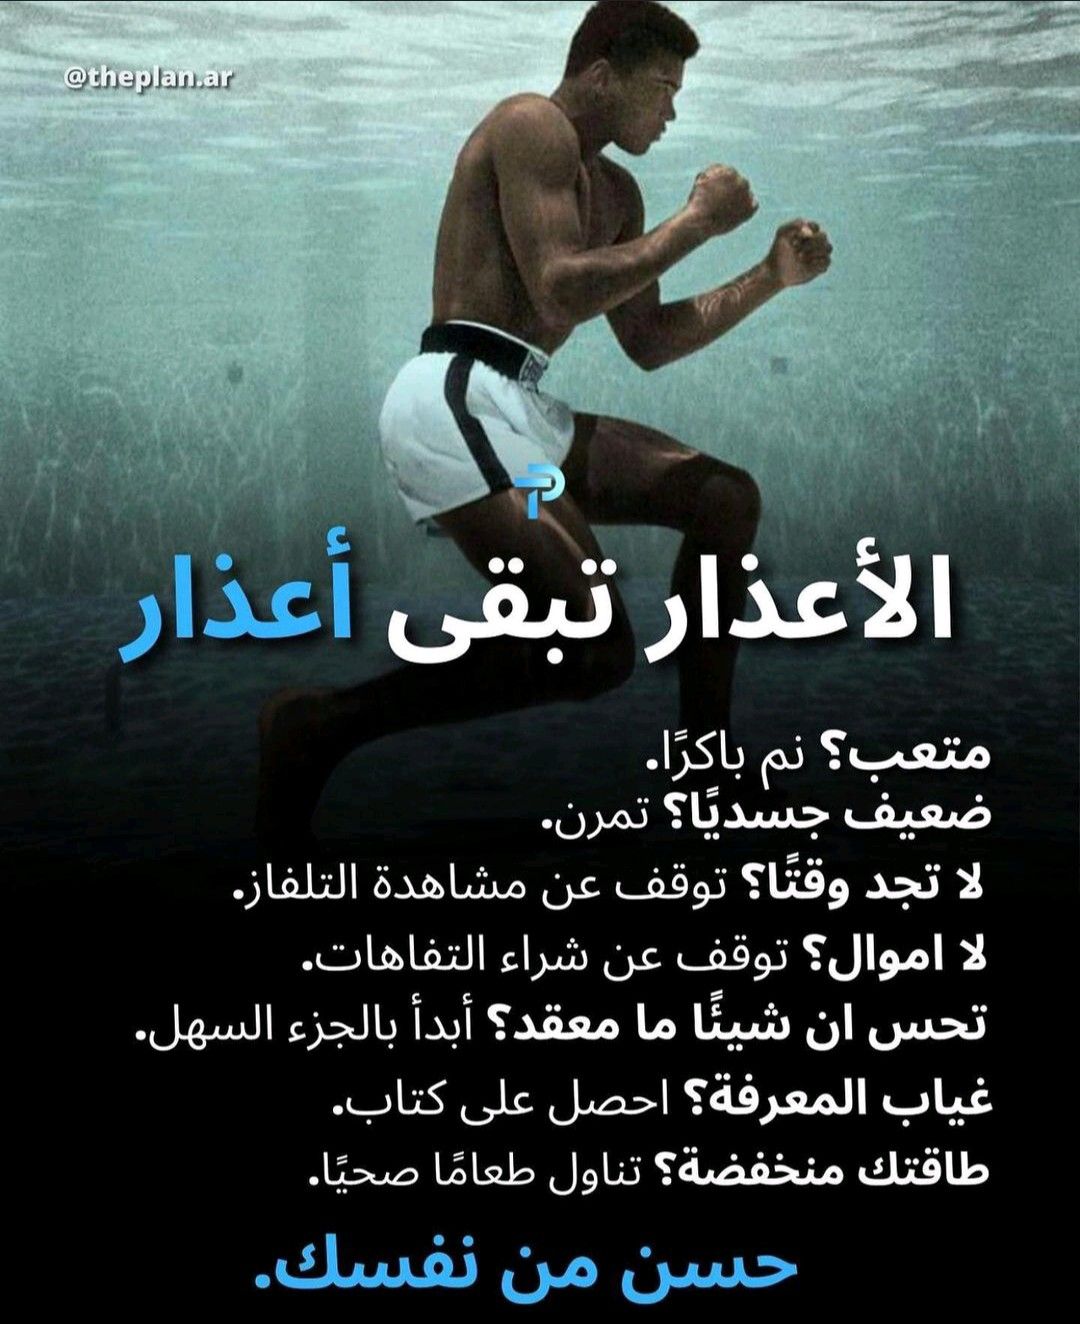 @theplan.ar
الأعذار تبقى أعذار
متعب؟ نم باكرًا.
ضعيف جسديًا؟ تمرن.
لا تجد وقتًا؟ توقف عن مشاهدة التلفاز.
لا اموال؟ توقف عن شراء التفاهات.
تحس ان شيئًا ما معقد؟ أبدأ بالجزء السهل.
غياب المعرفة؟ احصل على كتاب.
طاقتك منخفضة؟ تناول طعامًا صحيًا.
حسن من نفسك.